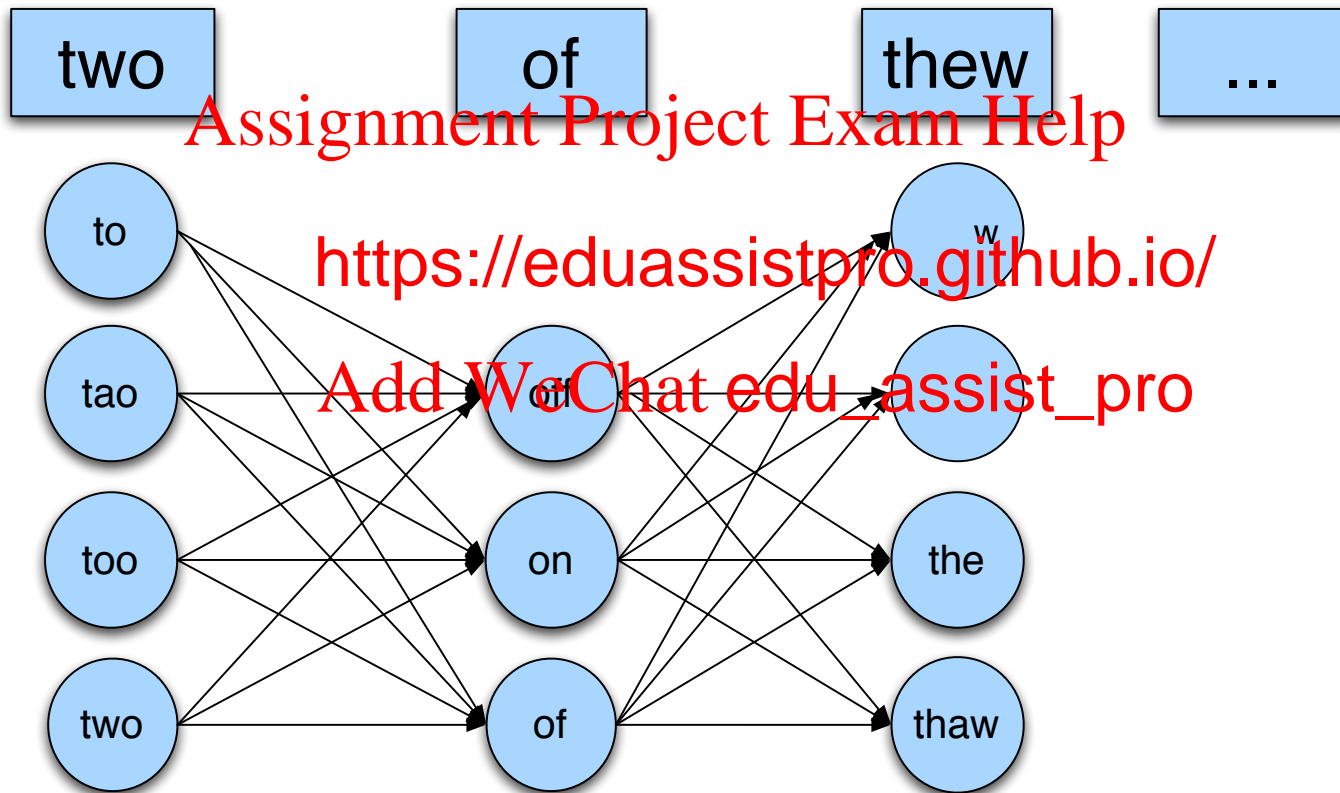 two of thew ...
Assignment Project Exam Help
to w
https://eduassistpro.github.io/
tao off
Add WeChat edu_assist_pro
too on the
two of thaw